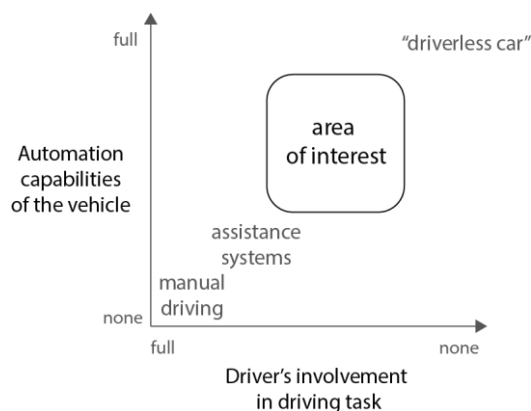 full
“driverless car”
area
of interest
Automation
capabilities
of the vehicle
assistance
systems
manual
driving
none
full
none
Driver’s involvement
in driving task